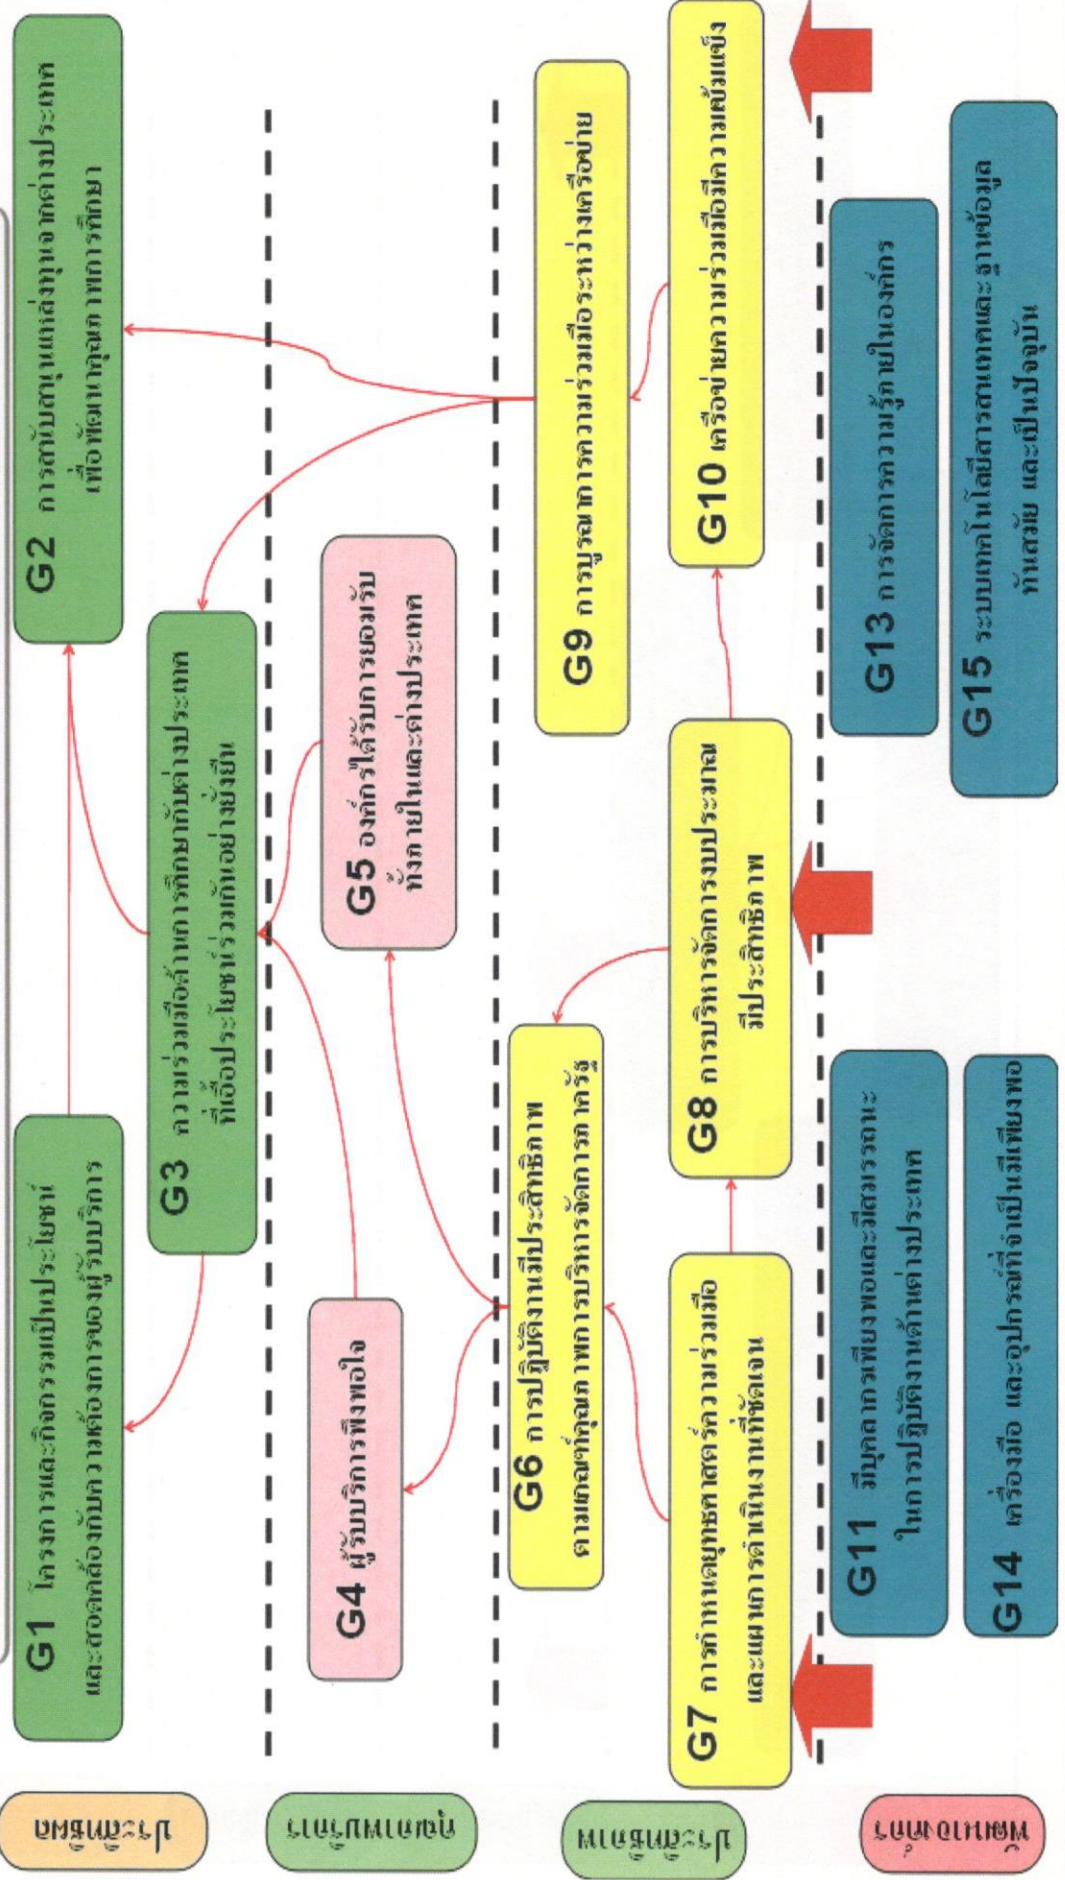 ประสิทธิผล
G1 โครงการและกิจกรรมเป็นประโยชน์
และสอดคล้องกับความต้องการของผู้รับบริการ
G2 การสนับสนุนแหล่งทุนจากต่างประเทศ
เพื่อพัฒนาคุณภาพการศึกษา
G3 ความร่วมมือด้านการศึกษากับต่างประเทศ
ที่เอื้อประโยชน์ร่วมกันอย่างยั่งยืน
คุณภาพบริการ
G4 ผู้รับบริการพึงพอใจ
G5 องค์กรได้รับการยอมรับ
ทั้งภายในและต่างประเทศ
ประสิทธิภาพ
G6 การปฏิบัติงานมีประสิทธิภาพ
ตามเกณฑ์คุณภาพการบริหารจัดการภาครัฐ
G9 การบูรณาการความร่วมมือระหว่างเครือข่าย
G7 การกำหนดยุทธศาสตร์ความร่วมมือ
และแผนการดำเนินงานที่ชัดเจน
G8 การบริหารจัดการงบประมาณ
มีประสิทธิภาพ
G10 เครือข่ายความร่วมมือมีความเข้มแข็ง
พัฒนาองค์กร
G11 มีบุคลากรเพียงพอและมีสมรรถนะ
ในการปฏิบัติงานด้านต่างประเทศ
G13 การจัดการความรู้ภายในองค์กร
G14 เครื่องมือ และอุปกรณ์ที่จำเป็นมีเพียงพอ
G15 ระบบเทคโนโลยีสารสนเทศและฐานข้อมูล
ทันสมัย และเป็นปัจจุบัน